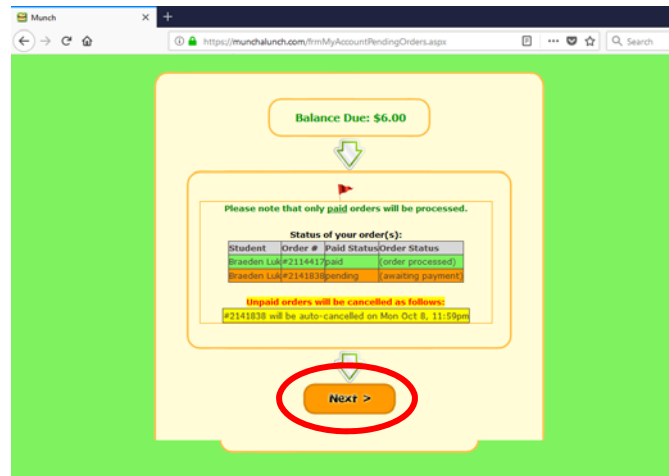 Munch
https://munchalunch.com/frmMyAccountPendingOrders.aspx
Search
Balance Due: $6.00
Please note that only paid orders will be processed.
Status of your order(s):
Student Order # Paid Status Order Status
Braeden Luk #2114417 paid (order processed)
Braeden Luk #2141838 pending (awaiting payment)
Unpaid orders will be cancelled as follows:
#2141838 will be auto-cancelled on Mon Oct 8, 11:59pm
Next >